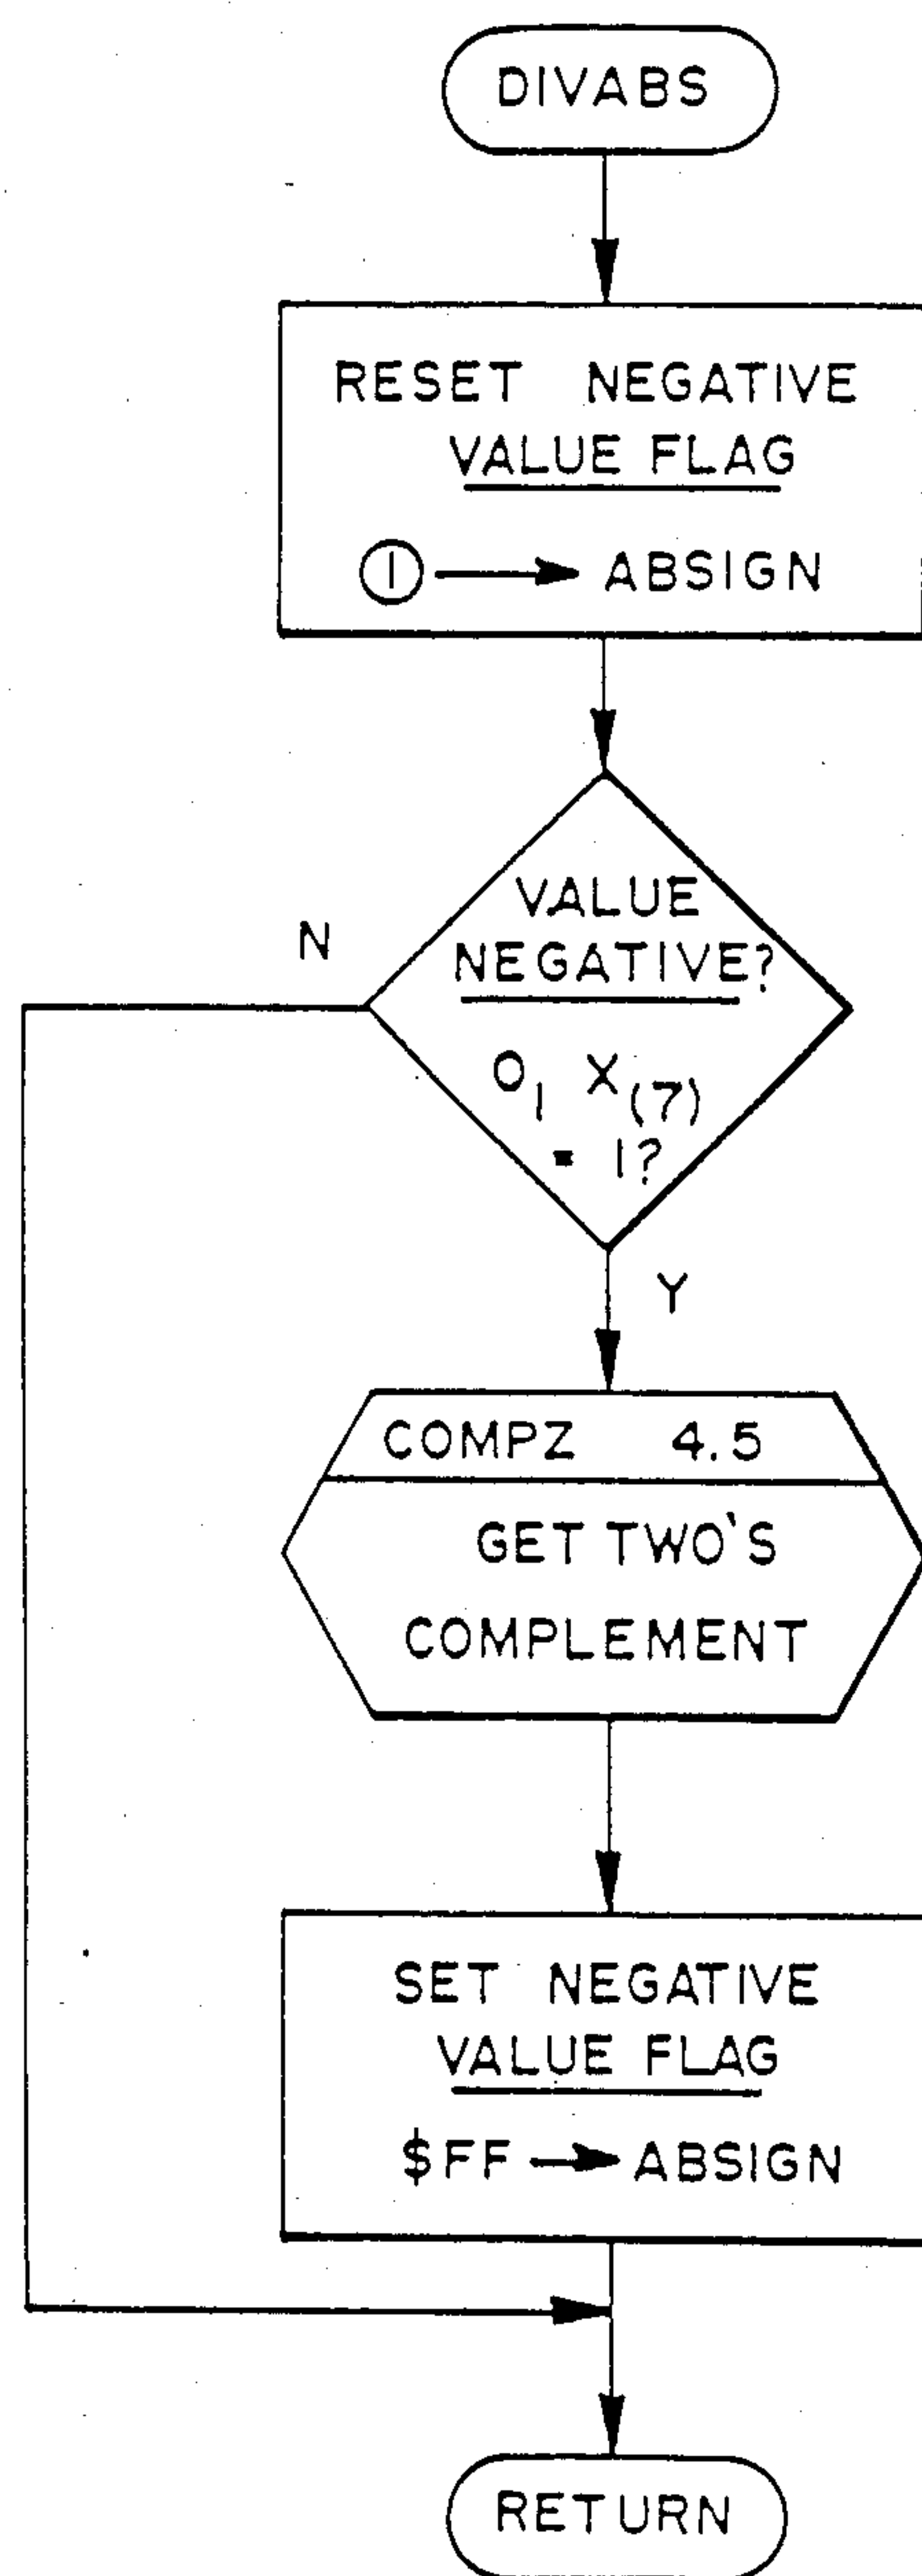 DIVABS
RESET NEGATIVE
VALUE FLAG
① → ABSIGN
VALUE
NEGATIVE?
N
0, X(7)
= 1?
Y
COMPZ 4.5
GET TWO'S
COMPLEMENT
SET NEGATIVE
VALUE FLAG
$FF → ABSIGN
RETURN